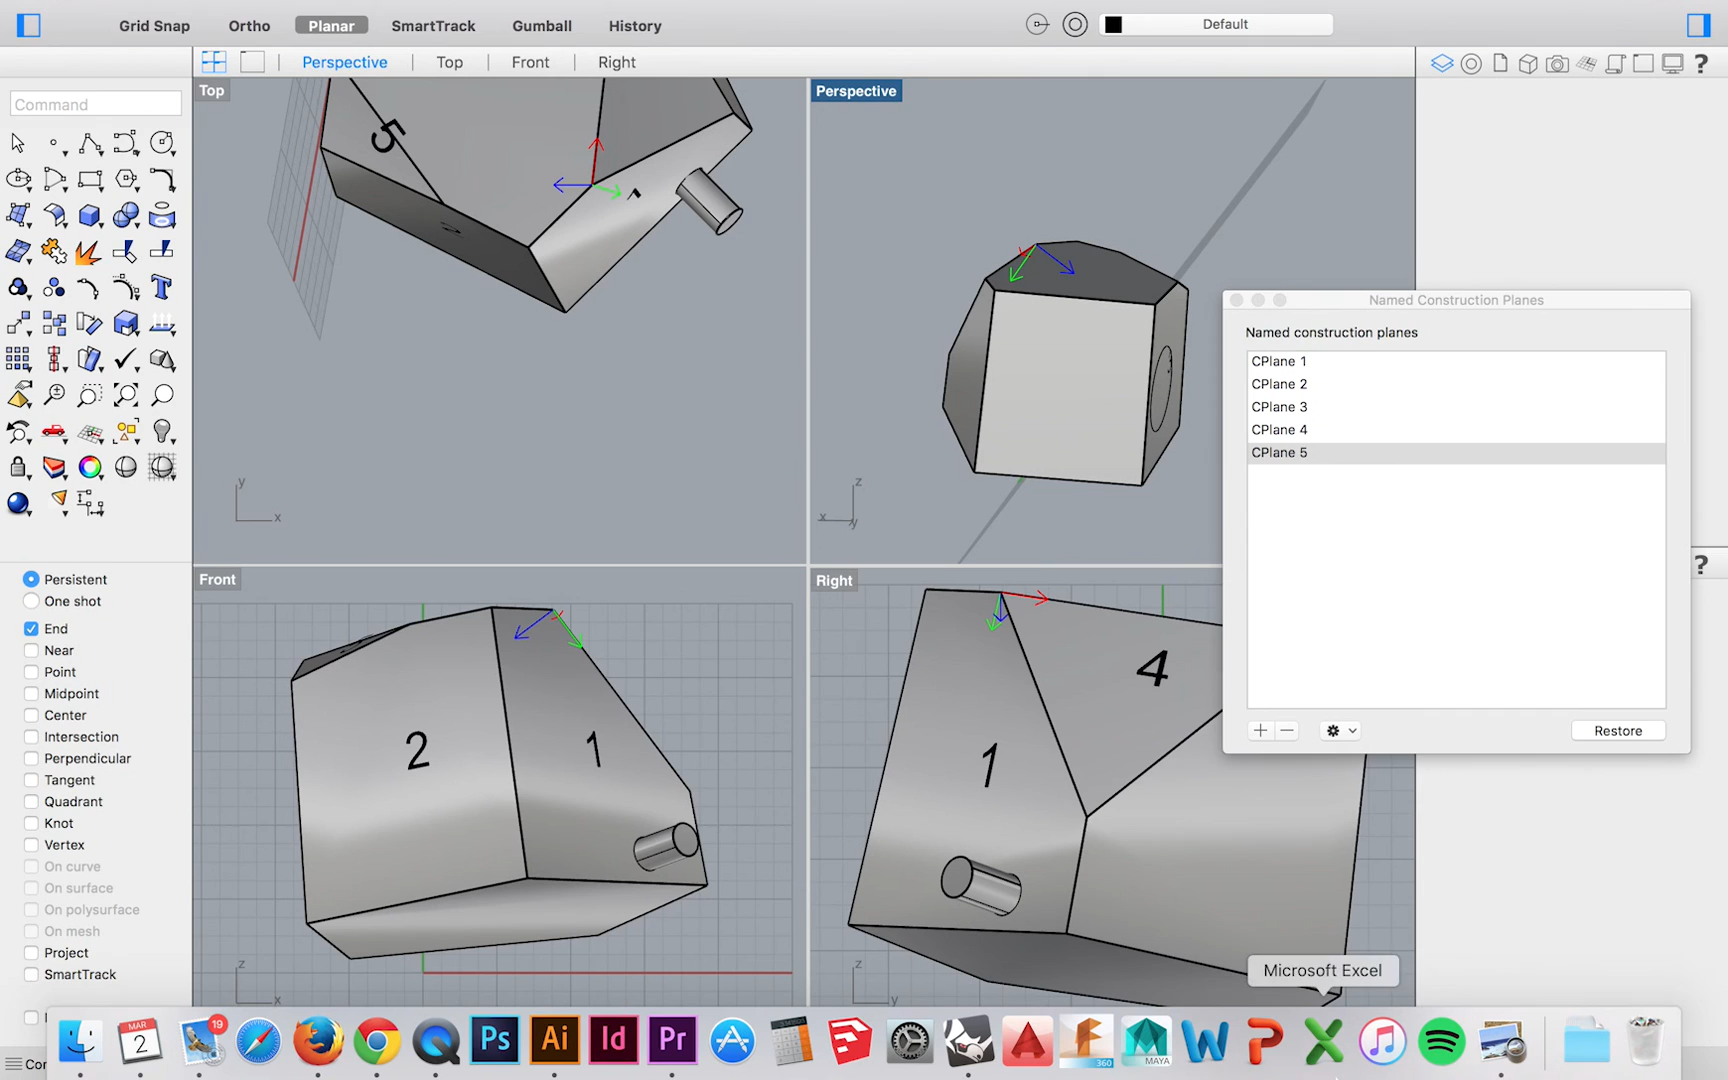 Grid Snap Ortho Planar SmartTrack Gumball History Default
Perspective Top Front Right
Command
Top
5
Perspective
y
x
z
x
y
Named Construction Planes
Named construction planes
CPlane 1
CPlane 2
CPlane 3
CPlane 4
CPlane 5
Restore
Persistent
One shot
End
Near
Point
Midpoint
Center
Intersection
Perpendicular
Tangent
Quadrant
Knot
Vertex
On curve
On surface
On polysurface
On mesh
Project
SmartTrack
Front
2
1
z
x
Right
4
1
z
y
Microsoft Excel
Con
MAR
2
19
Ps
Ai
Id
Pr
360
MAYA